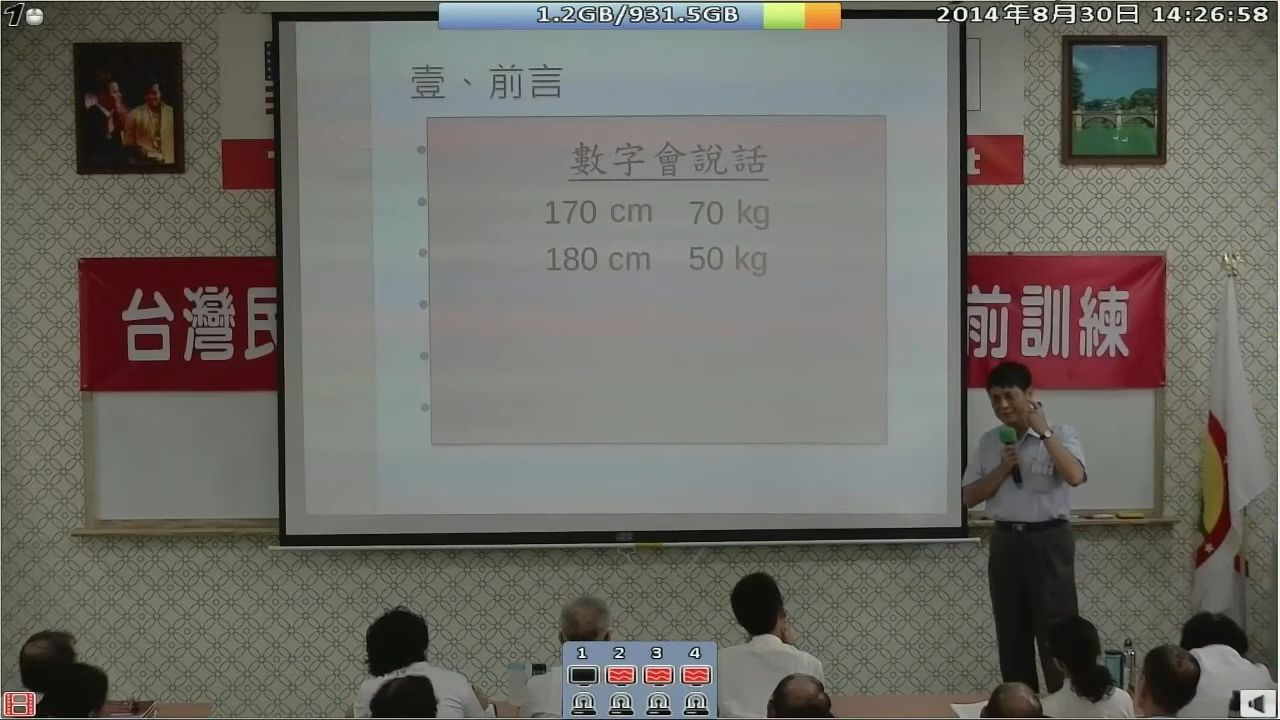 1
1.2GB/931.5GB
2014年8月30日 14:26:58
壹、前言
數字會說話
170 cm 70 kg
180 cm 50 kg
t
台灣民
前訓練
1 2 3 4